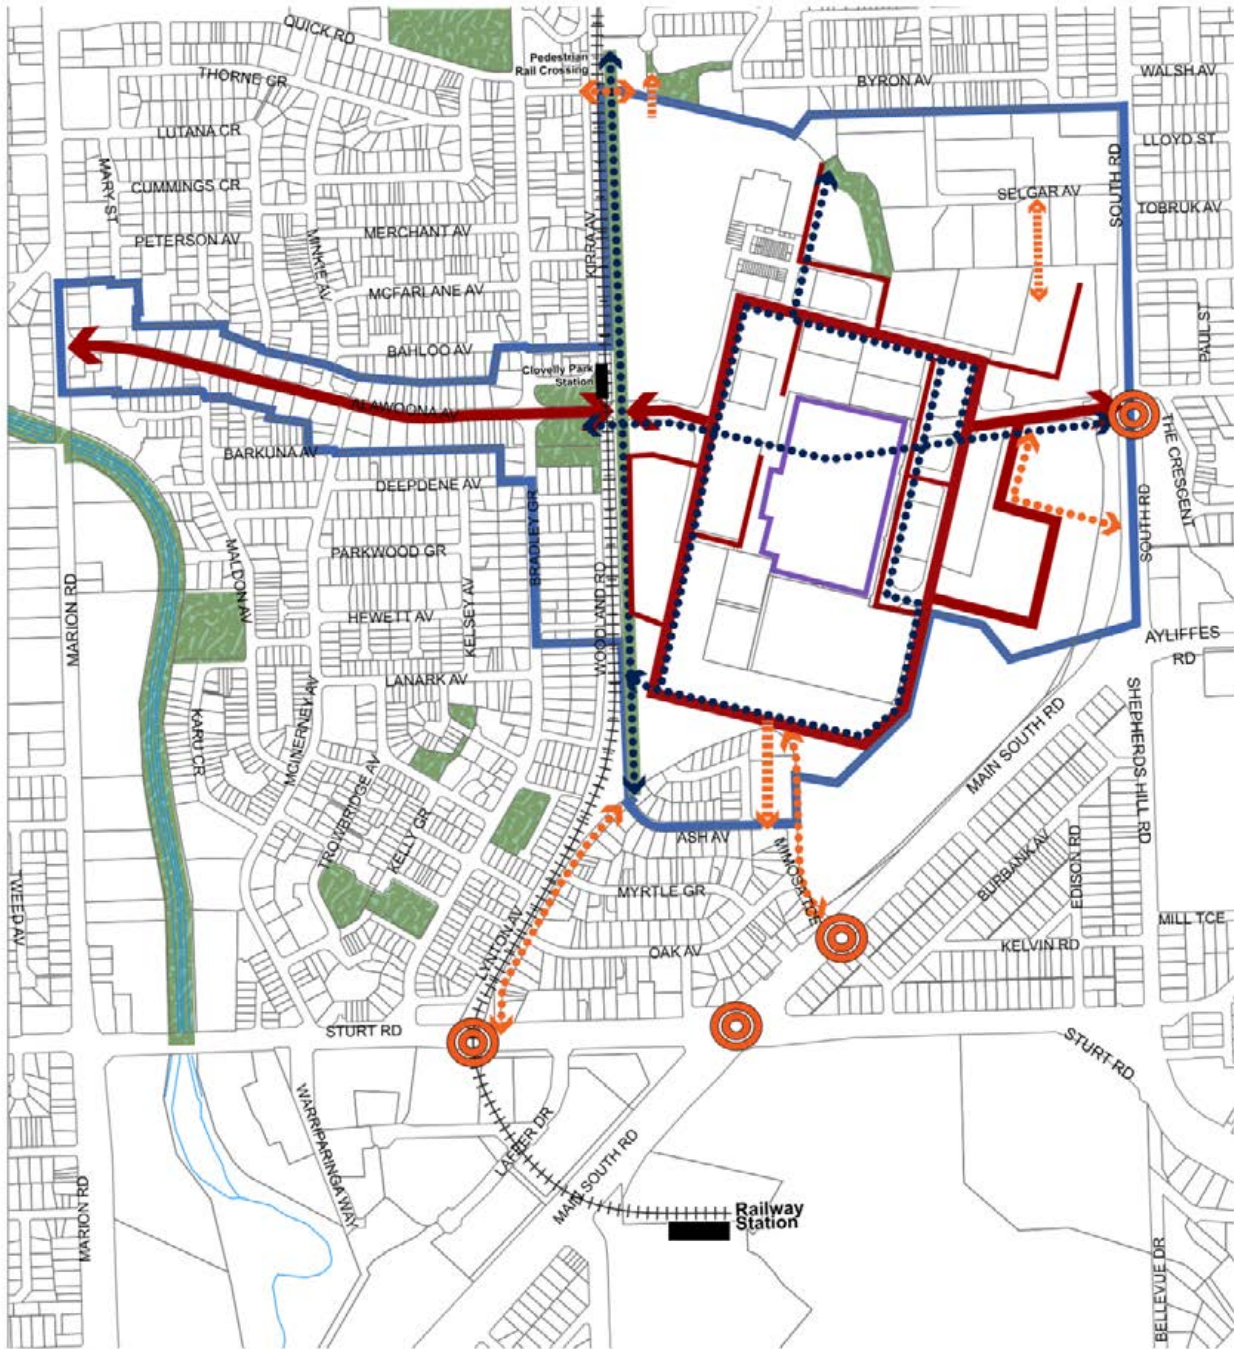 QUICK RD
Pedestrian
Rail Crossing
THORNE CR
BYRON AV
WALSH AV
LUTANA CR
LLOYD ST
MARY ST
CUMMINGS CR
SELGAR AV
SOUTH RD
TOBRUK AV
PETERSON AV
MINKIE AV
MERCHANT AV
KIRRA AV
MCFARLANE AV
PAUL ST
BAHLOO AV
Clovelly Park
Station
ALAWOONA AV
THE CRESCENT
BARKUNA AV
DEEPDENE AV
BRADLEY GR
SOUTH RD
PARKWOOD GR
MALDON AV
MARION RD
HEWETT AV
KELSEY AV
WOODLAND RD
AYLIFFES
RD
LANARK AV
KARU CR
MCINERNEY AV
MAIN SOUTH RD
SHEPHERDS HILL RD
TROWBRIDGE AV
KELLY GR
ASH AV
MIMOSA TCE
BURBANK AV
EDISON RD
TWEED AV
MYRTLE GR
MILL TCE
LYNTON AV
OAK AV
KELVIN RD
STURT RD
STURT RD
WARRIPARINGA WAY
LAFFER DR
MAIN SOUTH RD
MARION RD
Railway
Station
BELLEVUE DR